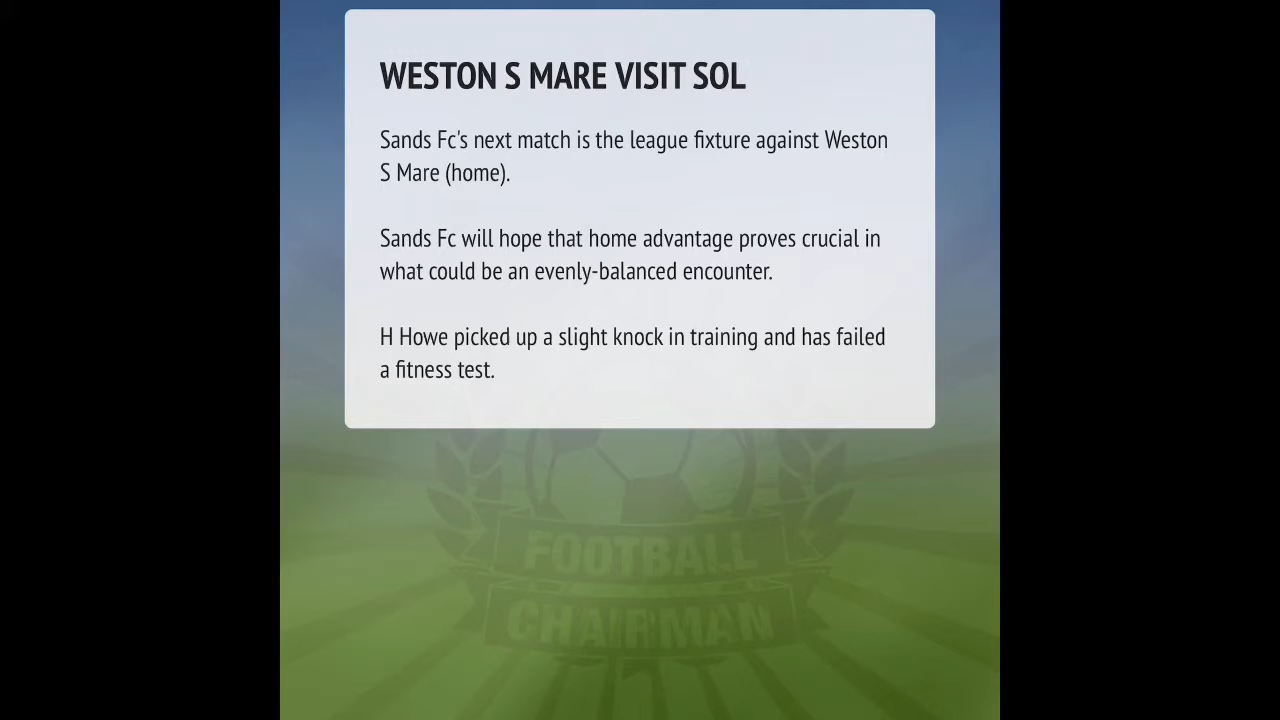 WESTON S MARE VISIT SOL
Sands Fc's next match is the league fixture against Weston
S Mare (home).
Sands Fc will hope that home advantage proves crucial in
what could be an evenly-balanced encounter.
H Howe picked up a slight knock in training and has failed
a fitness test.
FOOTBALL
CHAIRMAN